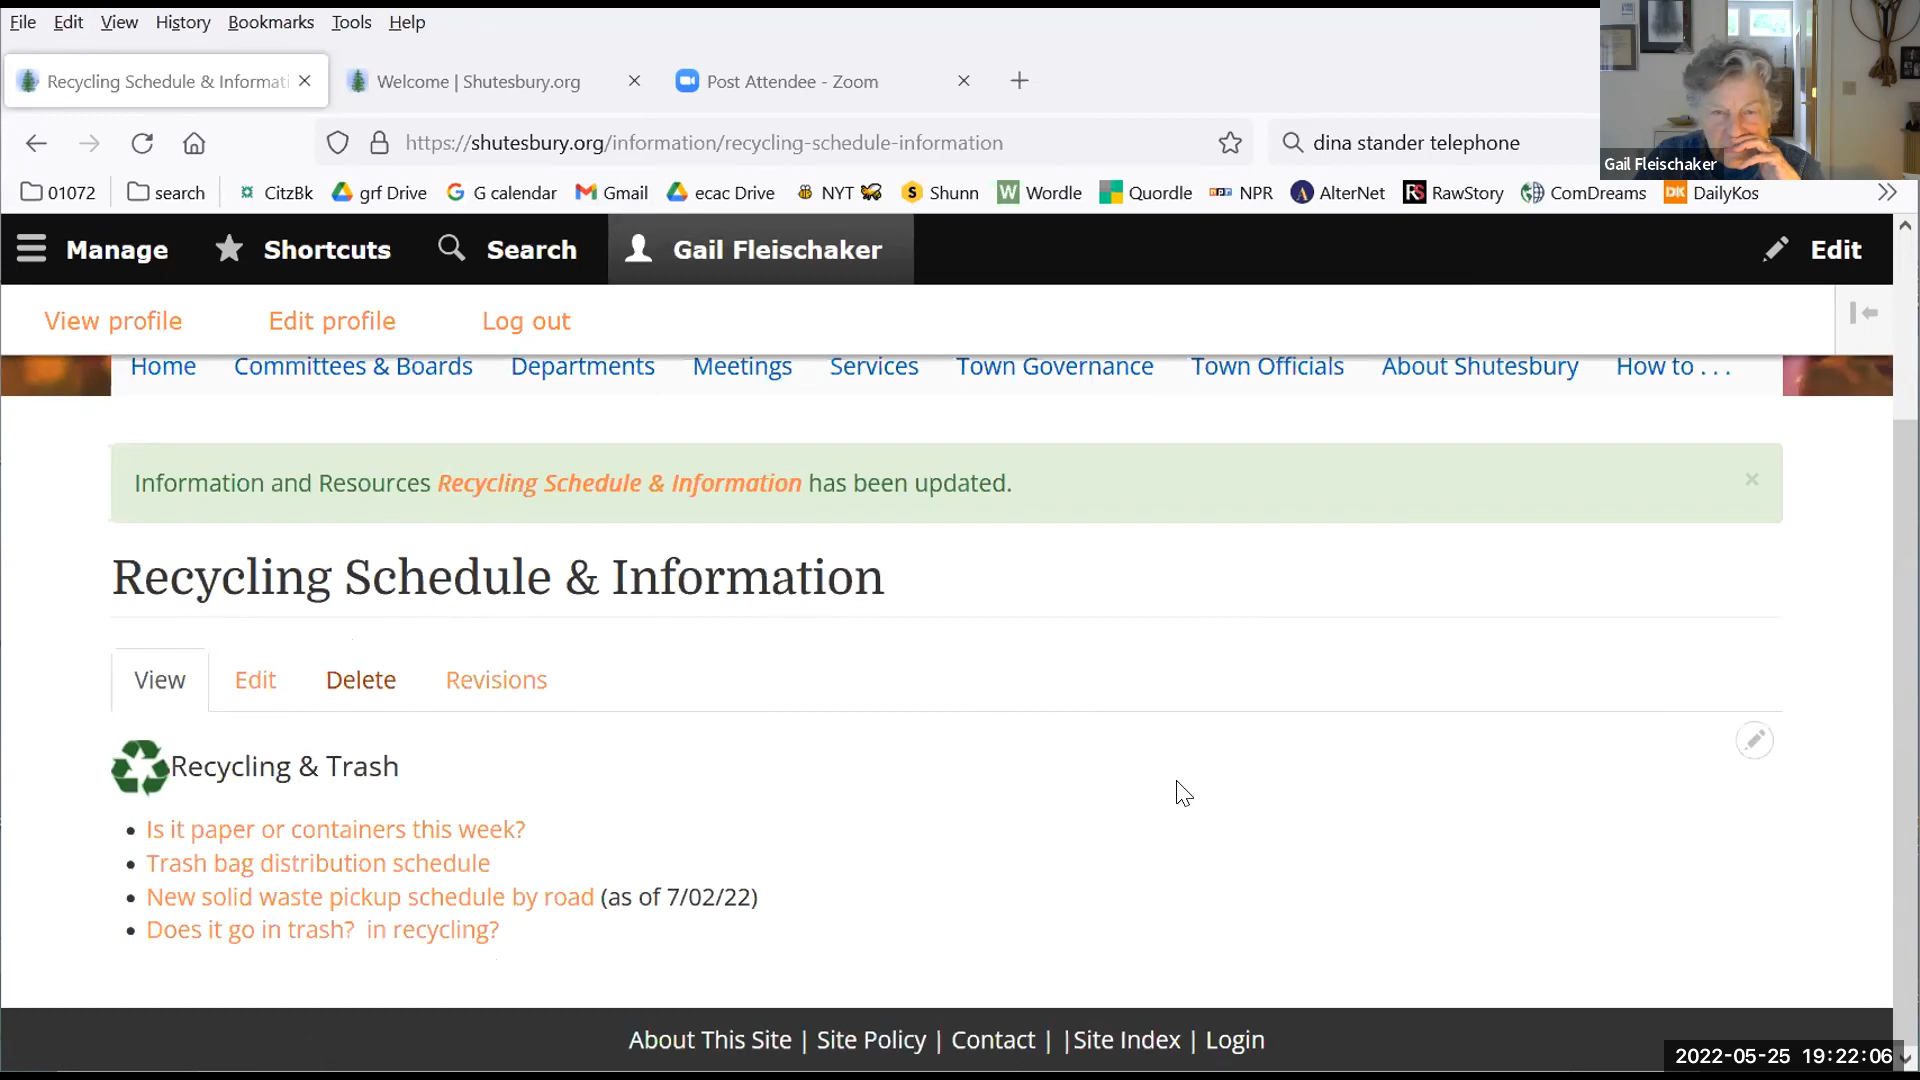 File Edit View History Bookmarks Tools Help
Recycling Schedule & Informati
Welcome | Shutesbury.org
Post Attendee - Zoom
https://shutesbury.org/information/recycling-schedule-information
dina stander telephone
Gail Fleischaker
01072 search CitzBk grf Drive G calendar Gmail ecac Drive NYT Shunn Wordle Quordle NPR AlterNet RawStory ComDreams DailyKos
Manage Shortcuts Search Gail Fleischaker Edit
View profile Edit profile Log out
Home Committees & Boards Departments Meetings Services Town Governance Town Officials About Shutesbury How to . . .
Information and Resources Recycling Schedule & Information has been updated.
Recycling Schedule & Information
View Edit Delete Revisions
Recycling & Trash
Is it paper or containers this week?
Trash bag distribution schedule
New solid waste pickup schedule by road (as of 7/02/22)
Does it go in trash? in recycling?
About This Site | Site Policy | Contact | |Site Index | Login
2022-05-25 19:22:06